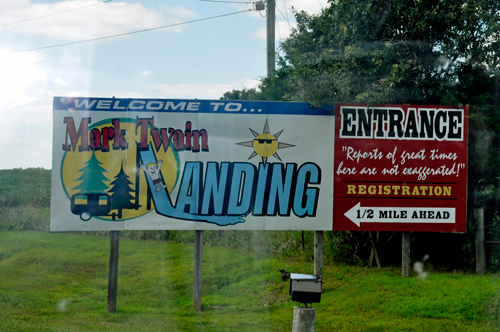 WELCOME TO...
Mark Twain
LANDING
ENTRANCE
"Reports of great times
here are not exaggerated!"
REGISTRATION
1/2 MILE AHEAD